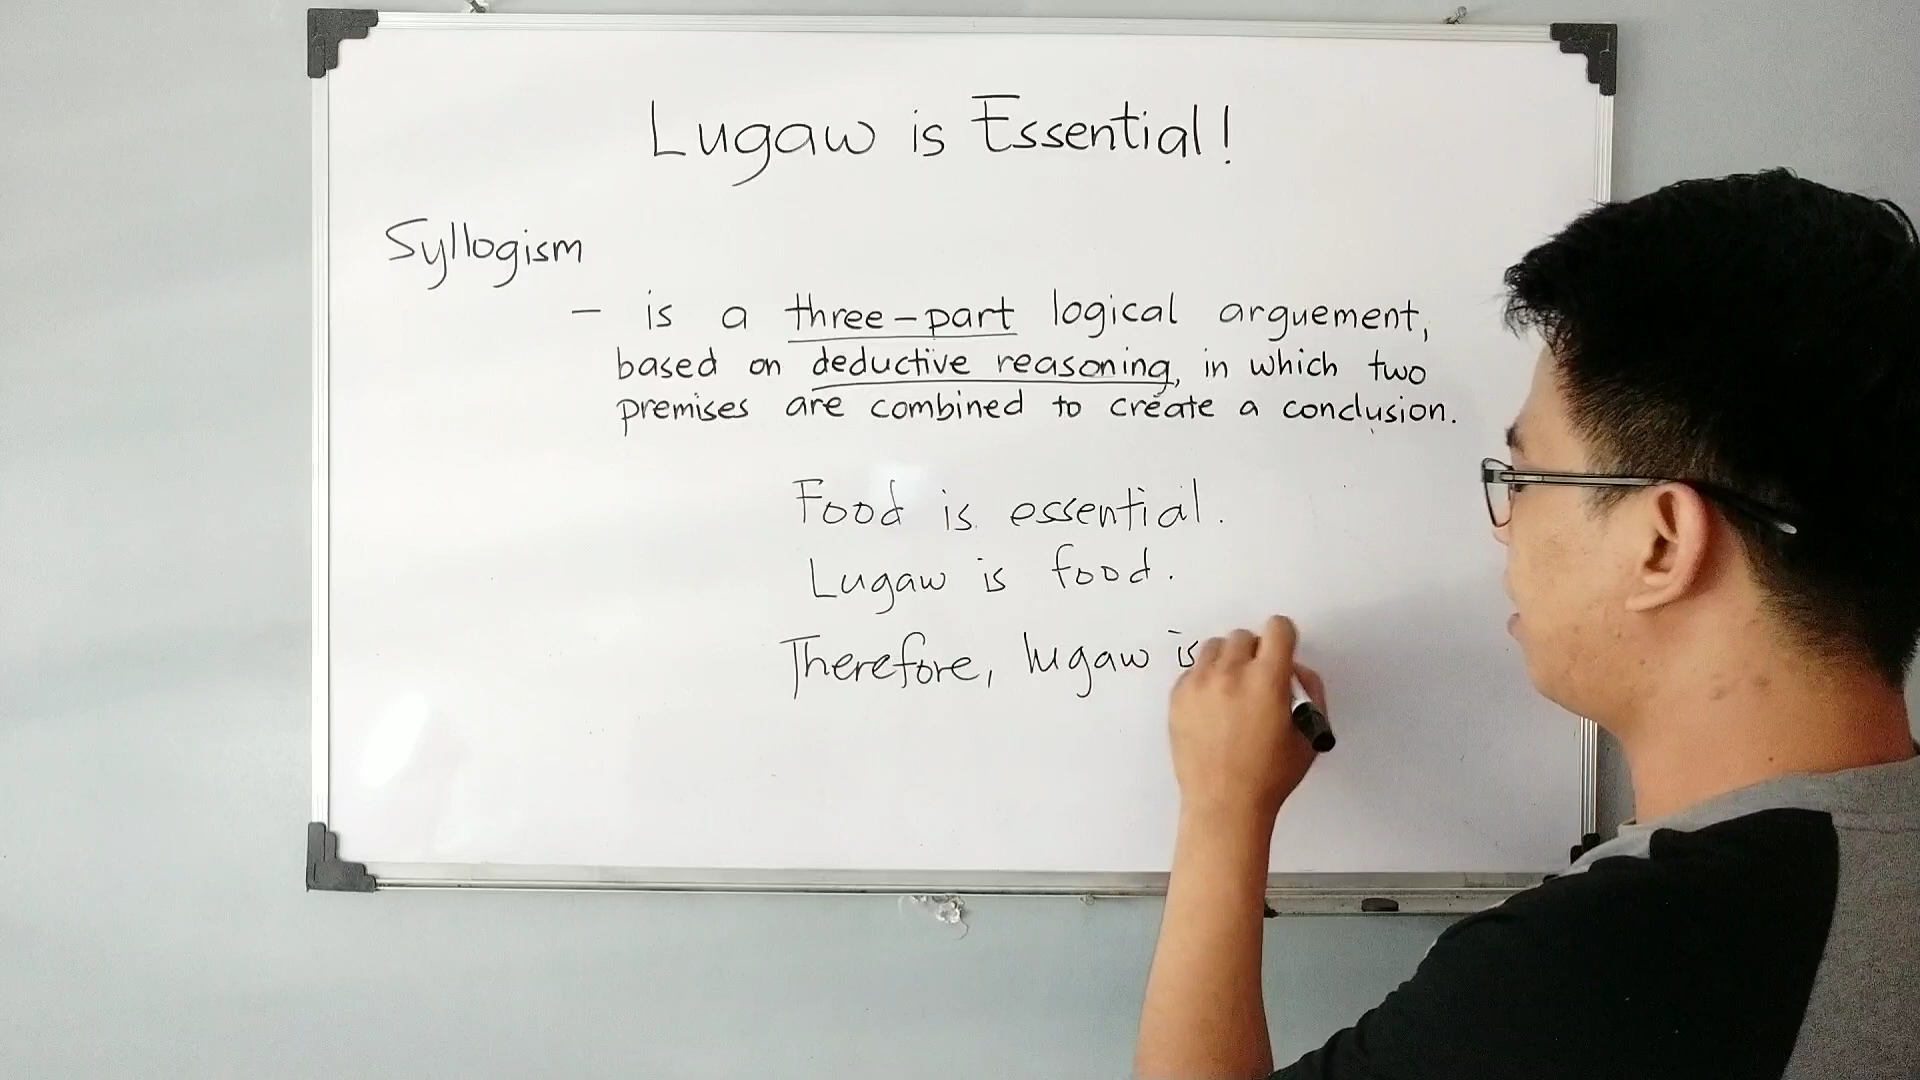 Lugaw is Essential!
Syllogism
- is a three-part logical arguement,
based on deductive reasoning, in which two
premises are combined to create a conclusion.
Food is essential.
Lugaw is food.
Therefore, lugaw is